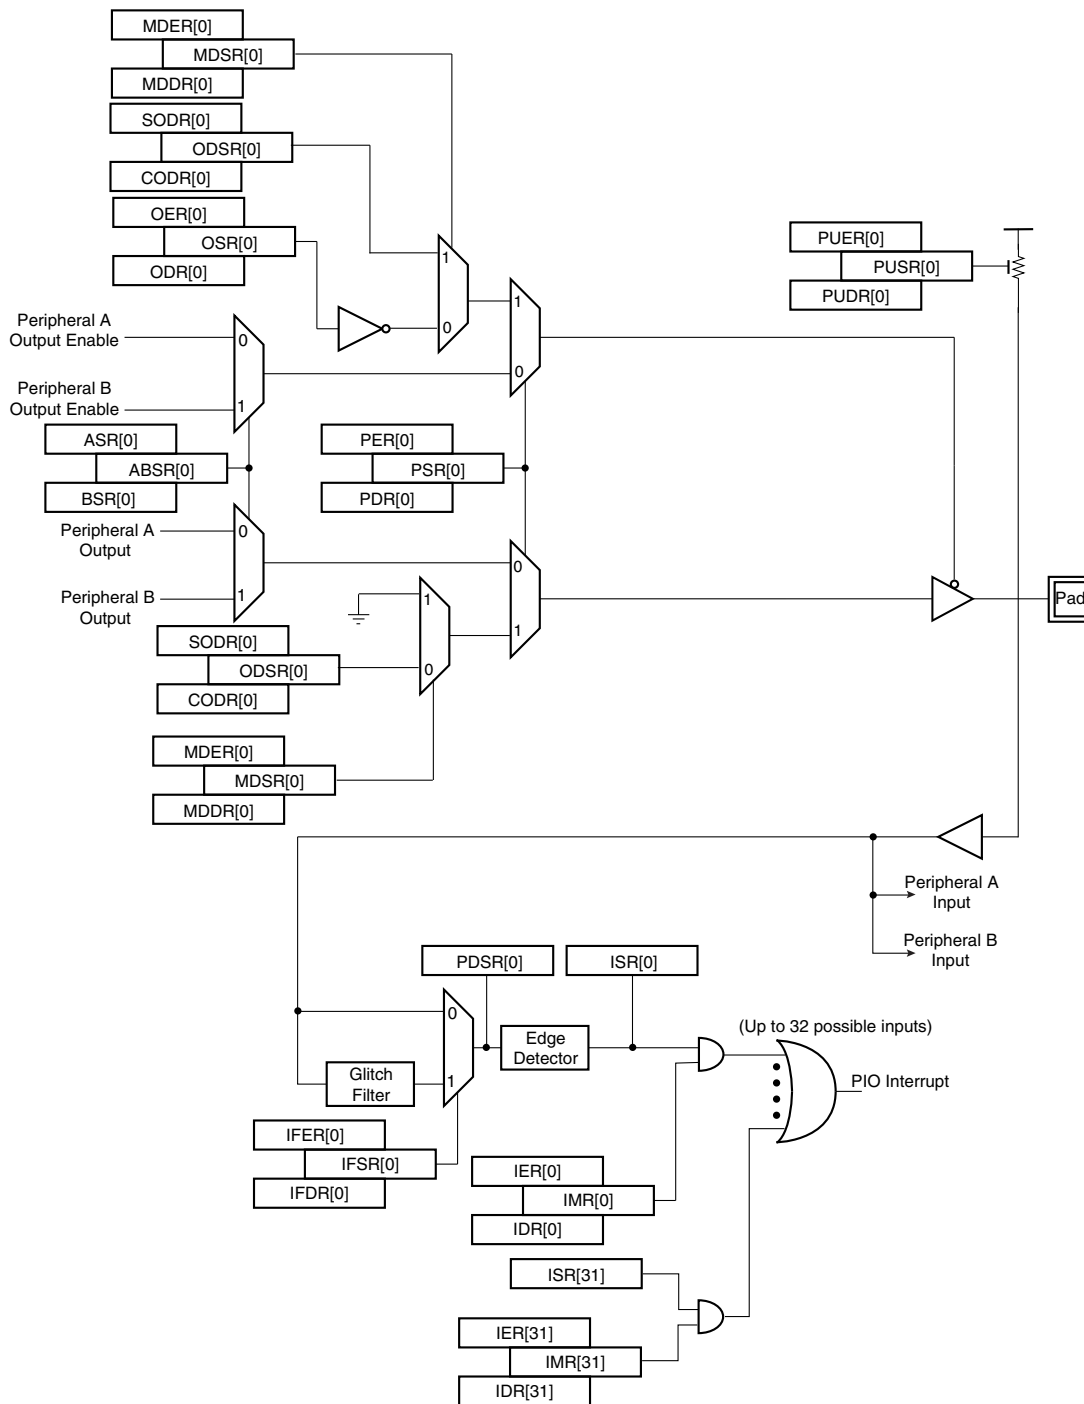 MDER[0]
MDSR[0]
MDDR[0]
SODR[0]
ODSR[0]
CODR[0]
OER[0]
OSR[0]
ODR[0]
1
0
PUER[0]
PUSR[0]
PUDR[0]
Peripheral A
Output Enable
0
Peripheral B
Output Enable
1
1
0
ASR[0]
ABSR[0]
BSR[0]
PER[0]
PSR[0]
PDR[0]
Peripheral A
Output
0
Peripheral B
Output
1
0
1
1
0
Pad
SODR[0]
ODSR[0]
CODR[0]
MDER[0]
MDSR[0]
MDDR[0]
Peripheral A
Input
Peripheral B
Input
PDSR[0]
ISR[0]
0
1
Edge
Detector
Glitch
Filter
(Up to 32 possible inputs)
PIO Interrupt
IFER[0]
IFSR[0]
IFDR[0]
IER[0]
IMR[0]
IDR[0]
ISR[31]
IER[31]
IMR[31]
IDR[31]